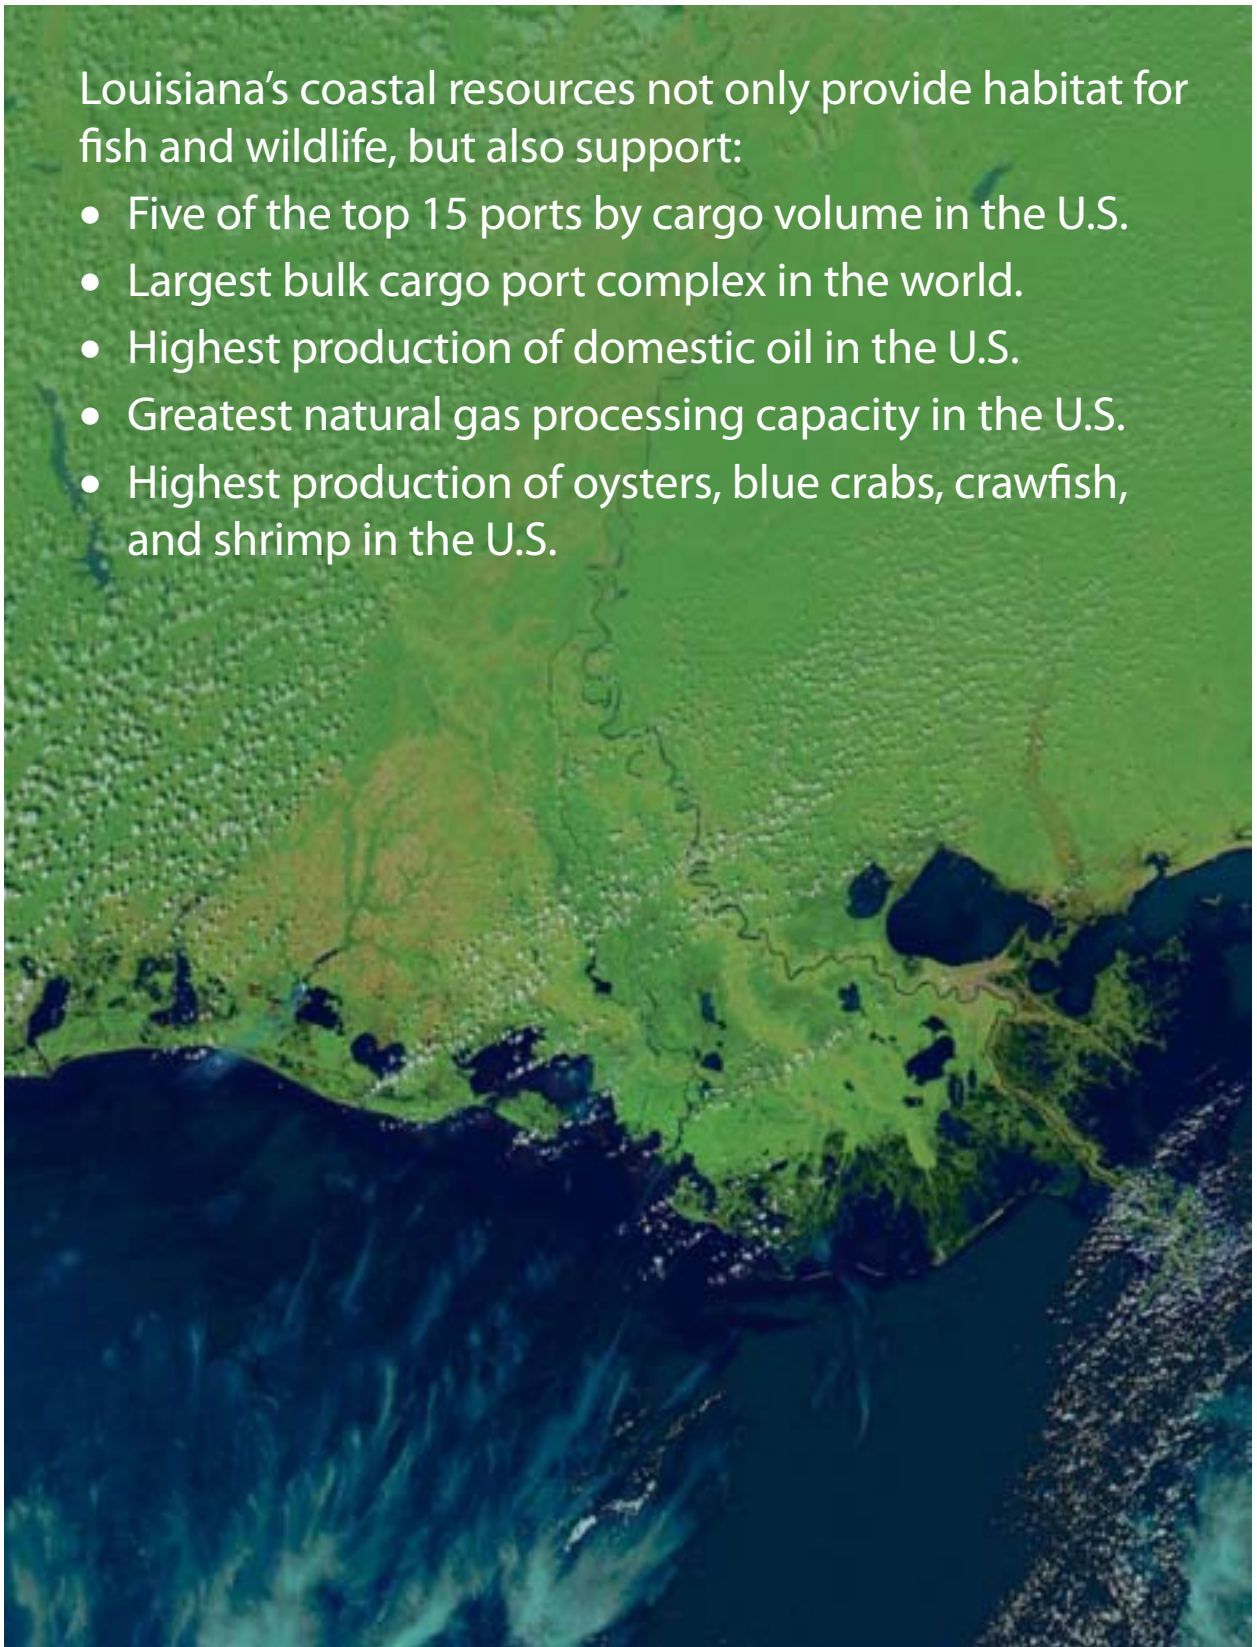 Louisiana’s coastal resources not only provide habitat for
fish and wildlife, but also support:
• Five of the top 15 ports by cargo volume in the U.S.
• Largest bulk cargo port complex in the world.
• Highest production of domestic oil in the U.S.
• Greatest natural gas processing capacity in the U.S.
• Highest production of oysters, blue crabs, crawfish,
and shrimp in the U.S.